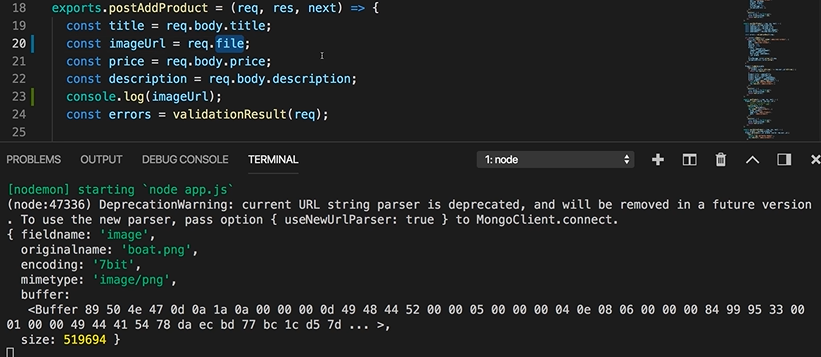 18 exports.postAddProduct = (req, res, next) => {
19 const title = req.body.title;
20 const imageUrl = req.file;
21 const price = req.body.price;
22 const description = req.body.description;
23 console.log(imageUrl);
24 const errors = validationResult(req);
25
PROBLEMS OUTPUT DEBUG CONSOLE TERMINAL 1: node
[nodemon] starting `node app.js`
(node:47336) DeprecationWarning: current URL string parser is deprecated, and will be removed in a future version
. To use the new parser, pass option { useNewUrlParser: true } to MongoClient.connect.
{ fieldname: 'image',
originalname: 'boat.png',
encoding: '7bit',
mimetype: 'image/png',
buffer:
<Buffer 89 50 4e 47 0d 0a 1a 0a 00 00 00 0d 49 48 44 52 00 00 05 00 00 00 04 0e 08 06 00 00 00 84 99 95 33 00
01 00 00 49 44 41 54 78 da ec bd 77 bc 1c d5 7d ... >,
size: 519694 }